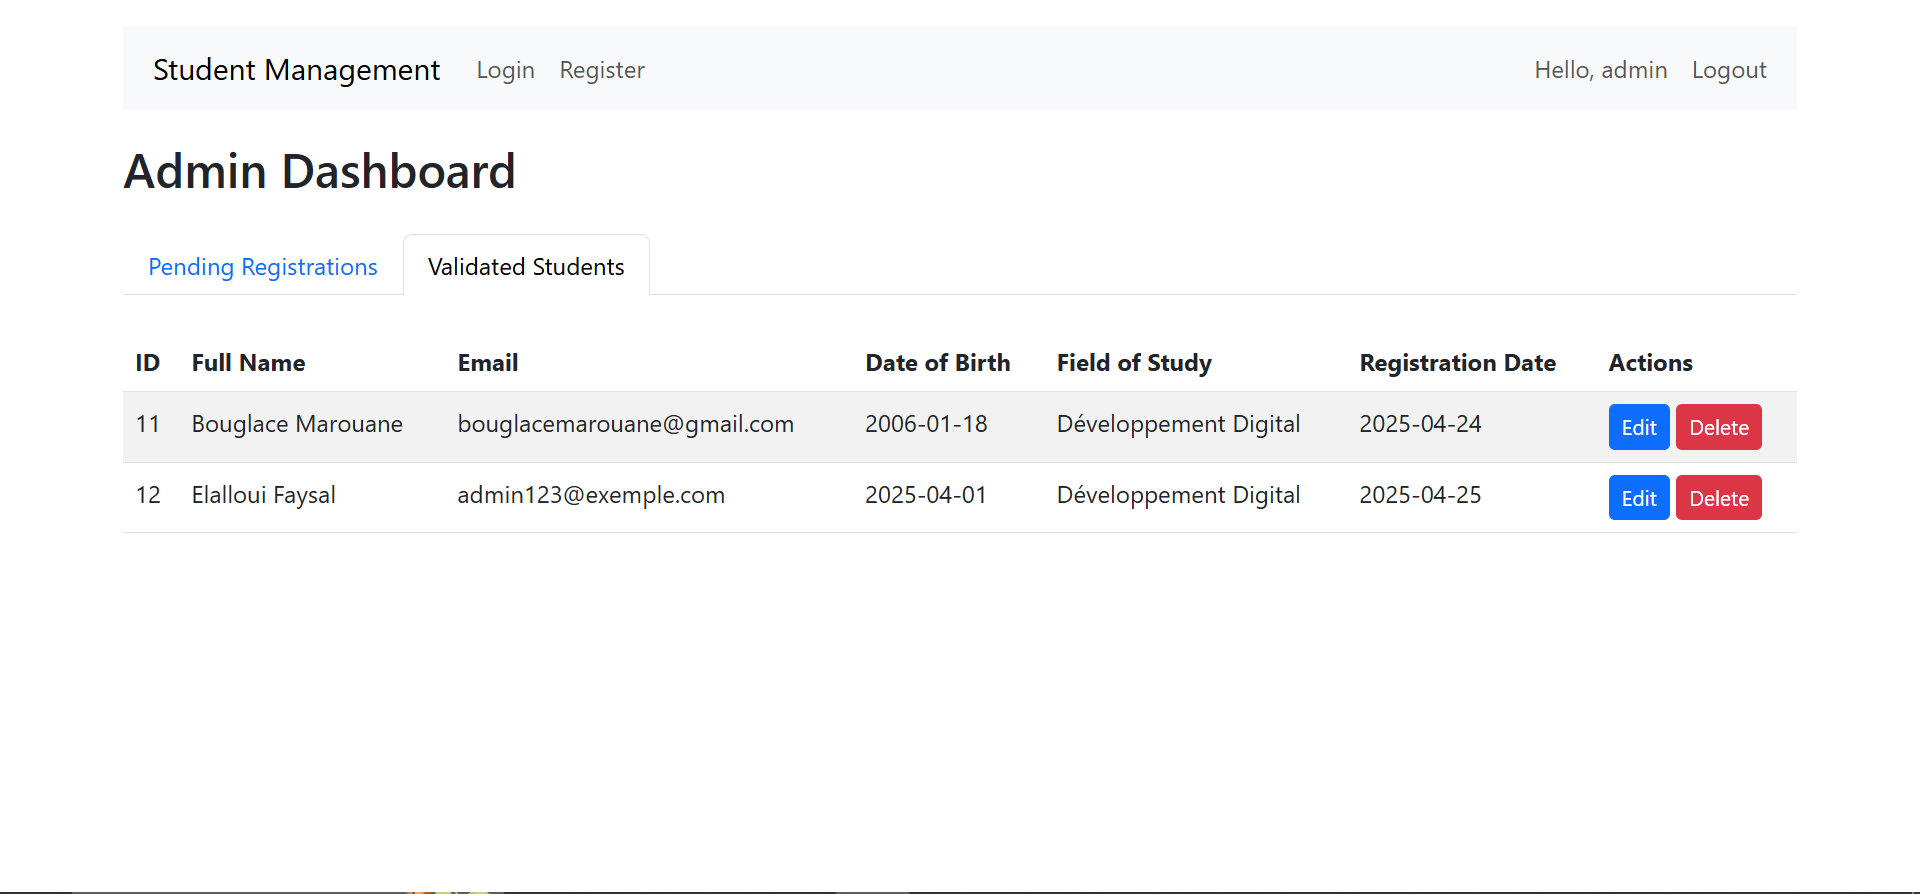 Student Management Login Register Hello, admin Logout
Admin Dashboard
Pending Registrations Validated Students
ID Full Name Email Date of Birth Field of Study Registration Date Actions
11 Bouglace Marouane bouglacemarouane@gmail.com 2006-01-18 Développement Digital 2025-04-24 Edit Delete
12 Elalloui Faysal admin123@exemple.com 2025-04-01 Développement Digital 2025-04-25 Edit Delete